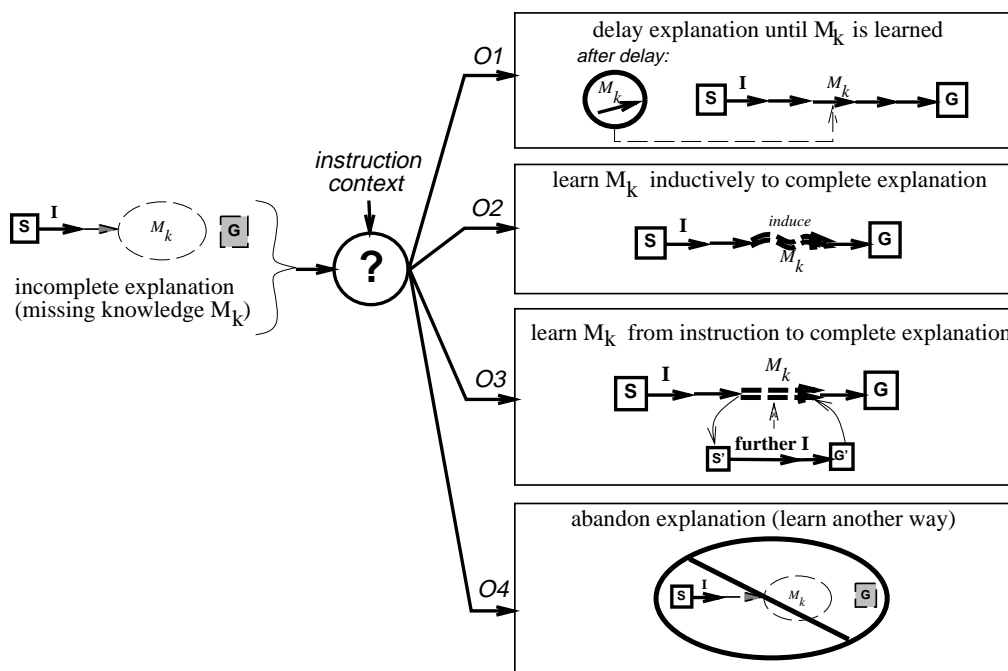 S
I
M_k
G
incomplete explanation
(missing knowledge M_k)
instruction
context
?
O1
delay explanation until M_k is learned
after delay:
M_k
S
I
M_k
G
O2
learn M_k inductively to complete explanation
S
I
induce
M_k
G
O3
learn M_k from instruction to complete explanation
S
I
M_k
G
S'
further I
G'
O4
abandon explanation (learn another way)
S
I
M_k
G